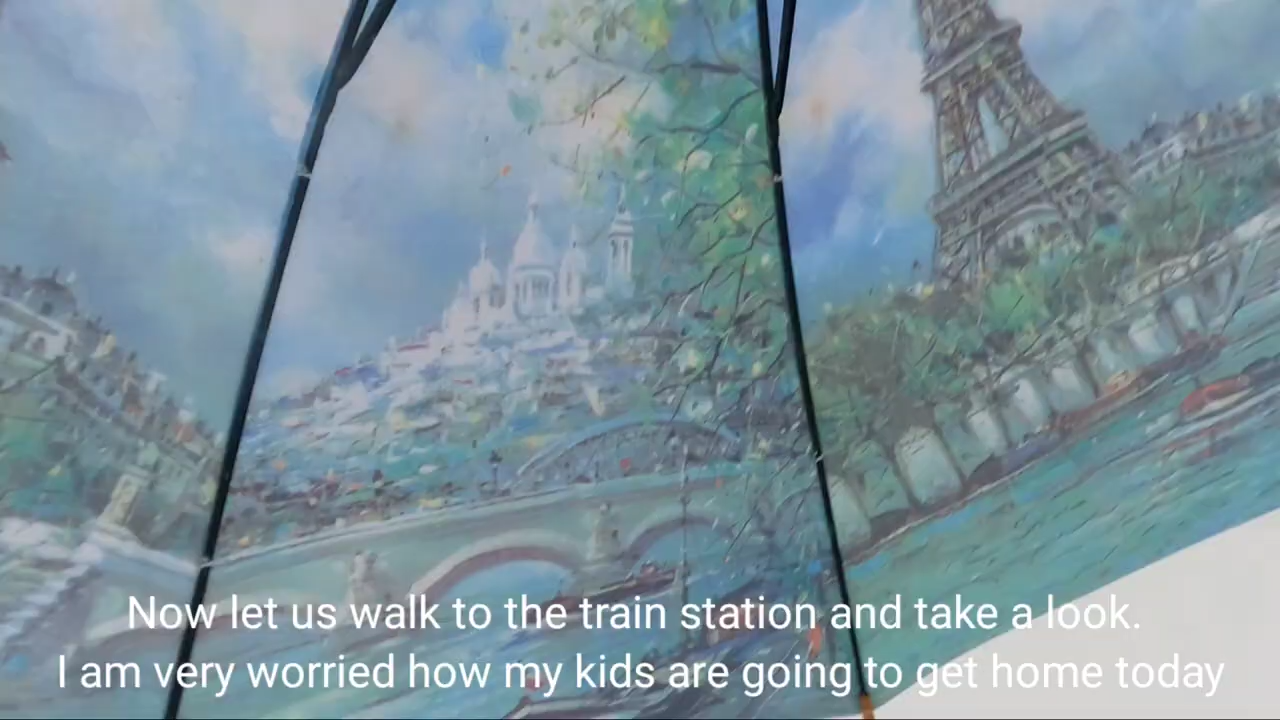 Now let us walk to the train station and take a look.
I am very worried how my kids are going to get home today